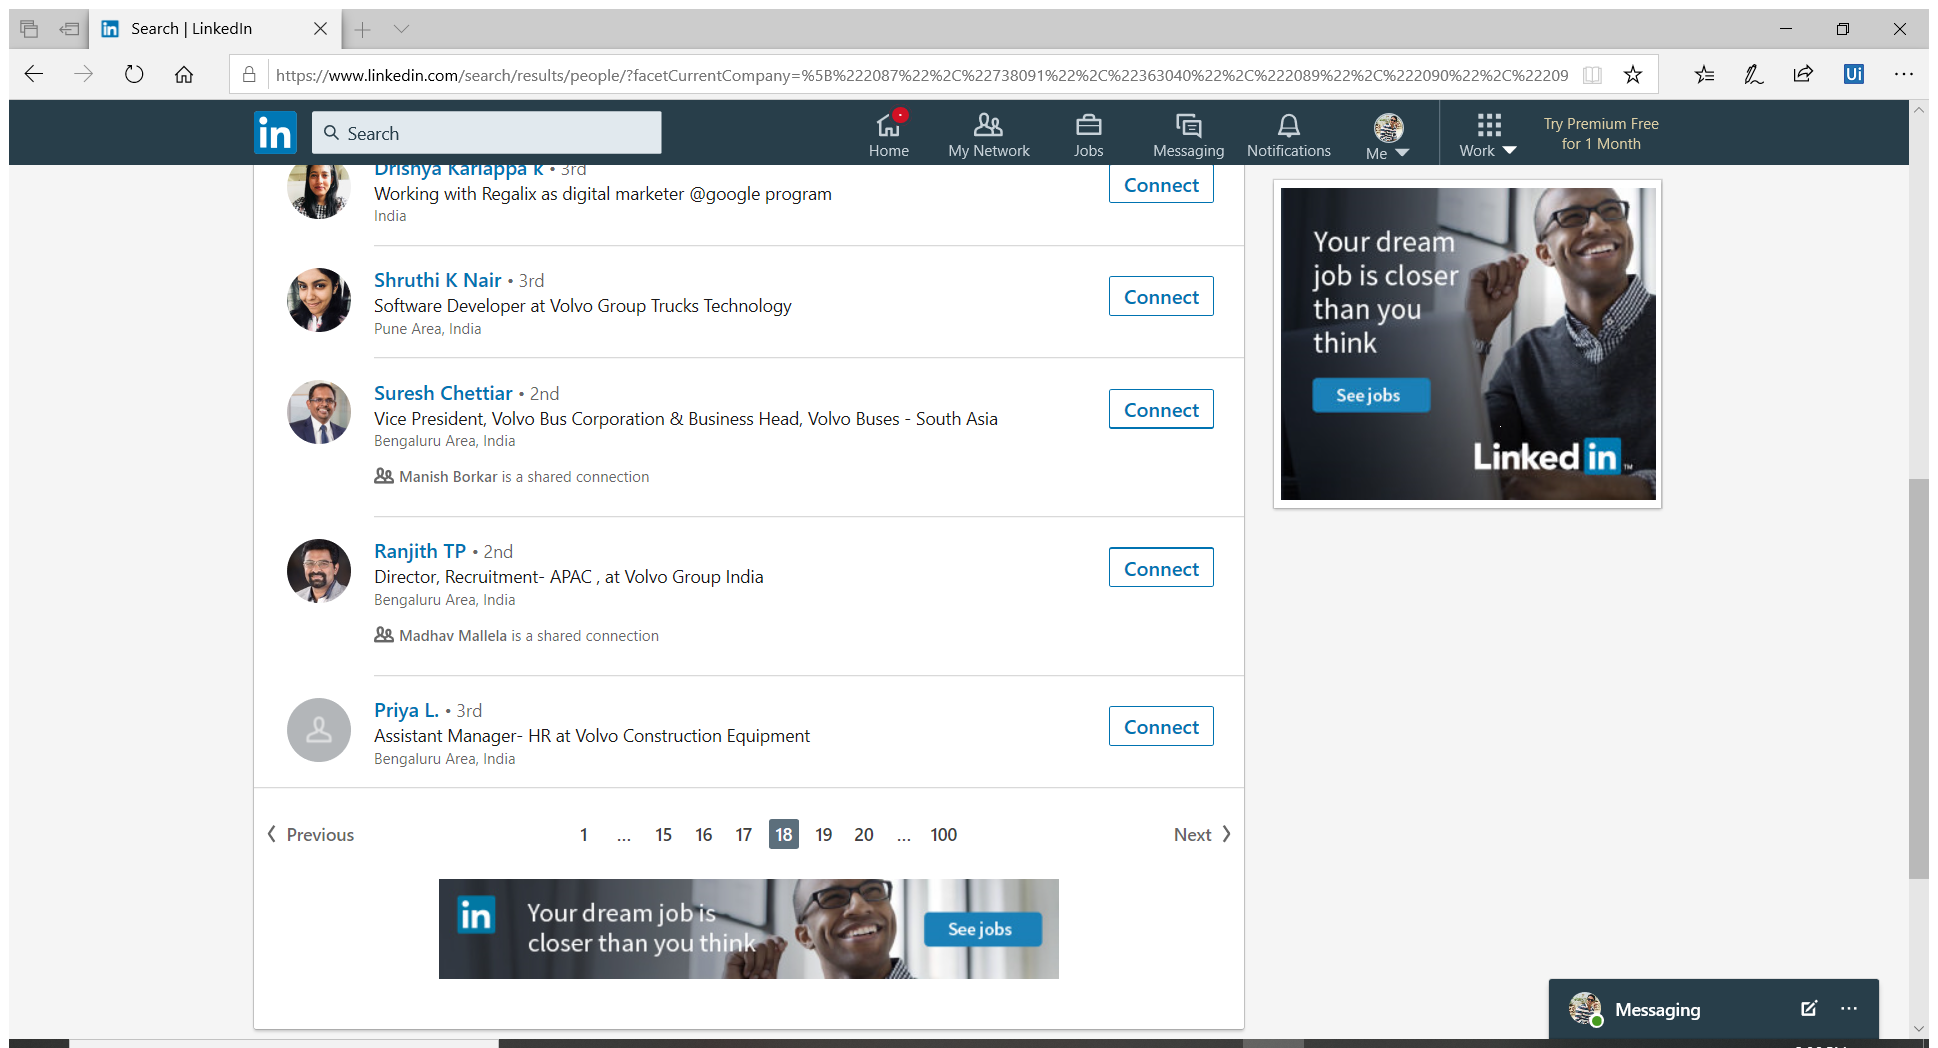 Search | LinkedIn
https://www.linkedin.com/search/results/people/?facetCurrentCompany=%5B%222087%22%2C%22738091%22%2C%22363040%22%2C%222089%22%2C%222090%22%2C%22209
Ui
in
Search
Home
My Network
Jobs
Messaging
Notifications
Me
Work
Try Premium Free
for 1 Month
Drishya Kariappa k • 3rd
Working with Regalix as digital marketer @google program
India
Connect
Shruthi K Nair • 3rd
Software Developer at Volvo Group Trucks Technology
Pune Area, India
Connect
Suresh Chettiar • 2nd
Vice President, Volvo Bus Corporation & Business Head, Volvo Buses - South Asia
Bengaluru Area, India
Manish Borkar is a shared connection
Connect
Ranjith TP • 2nd
Director, Recruitment- APAC , at Volvo Group India
Bengaluru Area, India
Madhav Mallela is a shared connection
Connect
Priya L. • 3rd
Assistant Manager- HR at Volvo Construction Equipment
Bengaluru Area, India
Connect
Previous 1 ... 15 16 17 18 19 20 ... 100 Next
in
Your dream job is
closer than you think
See jobs
Your dream
job is closer
than you
think
See jobs
Linked in TM
Messaging